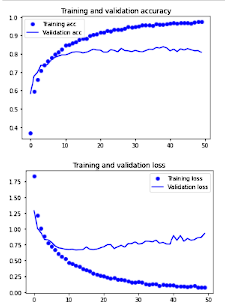 Training and validation accuracy
1.0
0.9
0.8
0.7
0.6
0.5
0.4
Training acc
Validation acc
0 10 20 30 40 50
Training and validation loss
1.75
1.50
1.25
1.00
0.75
0.50
0.25
0.00
Training loss
Validation loss
0 10 20 30 40 50